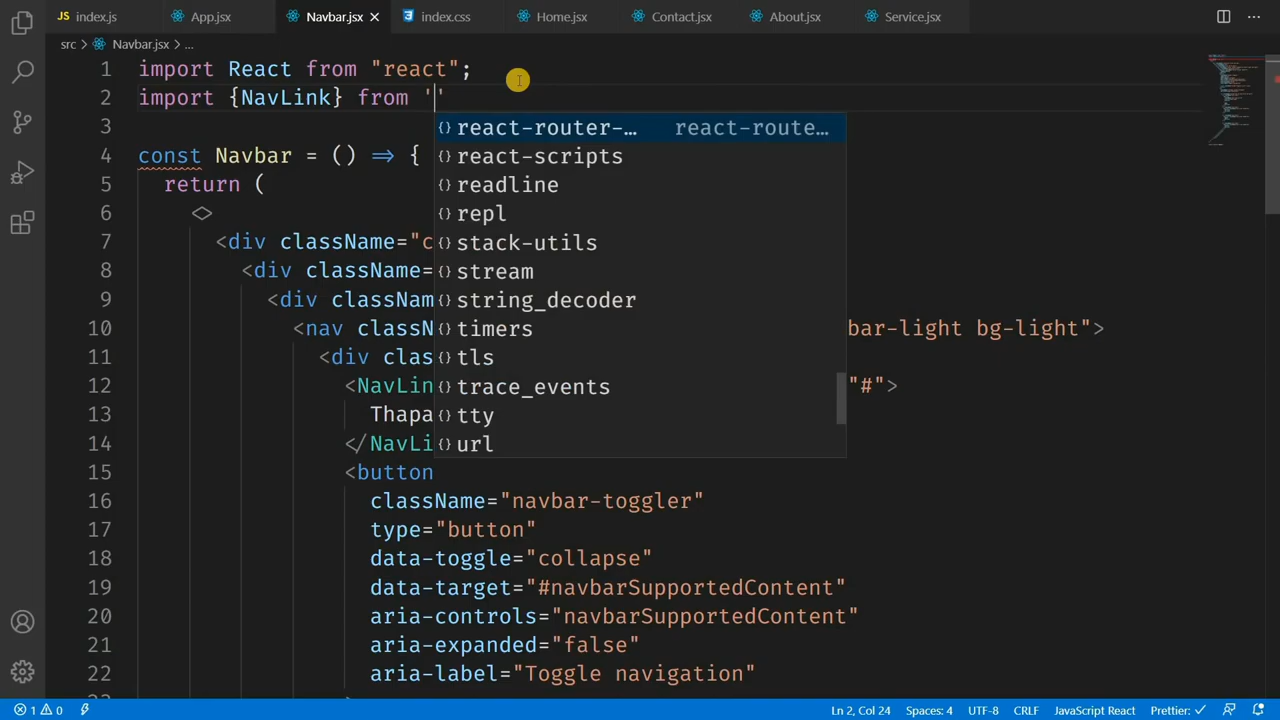 index.js
App.jsx
Navbar.jsx
index.css
Home.jsx
Contact.jsx
About.jsx
Service.jsx
src > Navbar.jsx > ...
1 import React from "react";
2 import {NavLink} from ''
3
4 const Navbar = () => {
5 return (
6 <>
7 <div className="c
8 <div className=
9 <div classNam
10 <nav classN bar-light bg-light">
11 <div clas
12 <NavLin "#">
13 Thapa
14 </NavLi
15 <button
16 className="navbar-toggler"
17 type="button"
18 data-toggle="collapse"
19 data-target="#navbarSupportedContent"
20 aria-controls="navbarSupportedContent"
21 aria-expanded="false"
22 aria-label="Toggle navigation"
react-router-… react-route…
react-scripts
readline
repl
stack-utils
stream
string_decoder
timers
tls
trace_events
tty
url
1 0
Ln 2, Col 24
Spaces: 4
UTF-8
CRLF
JavaScript React
Prettier: ✓